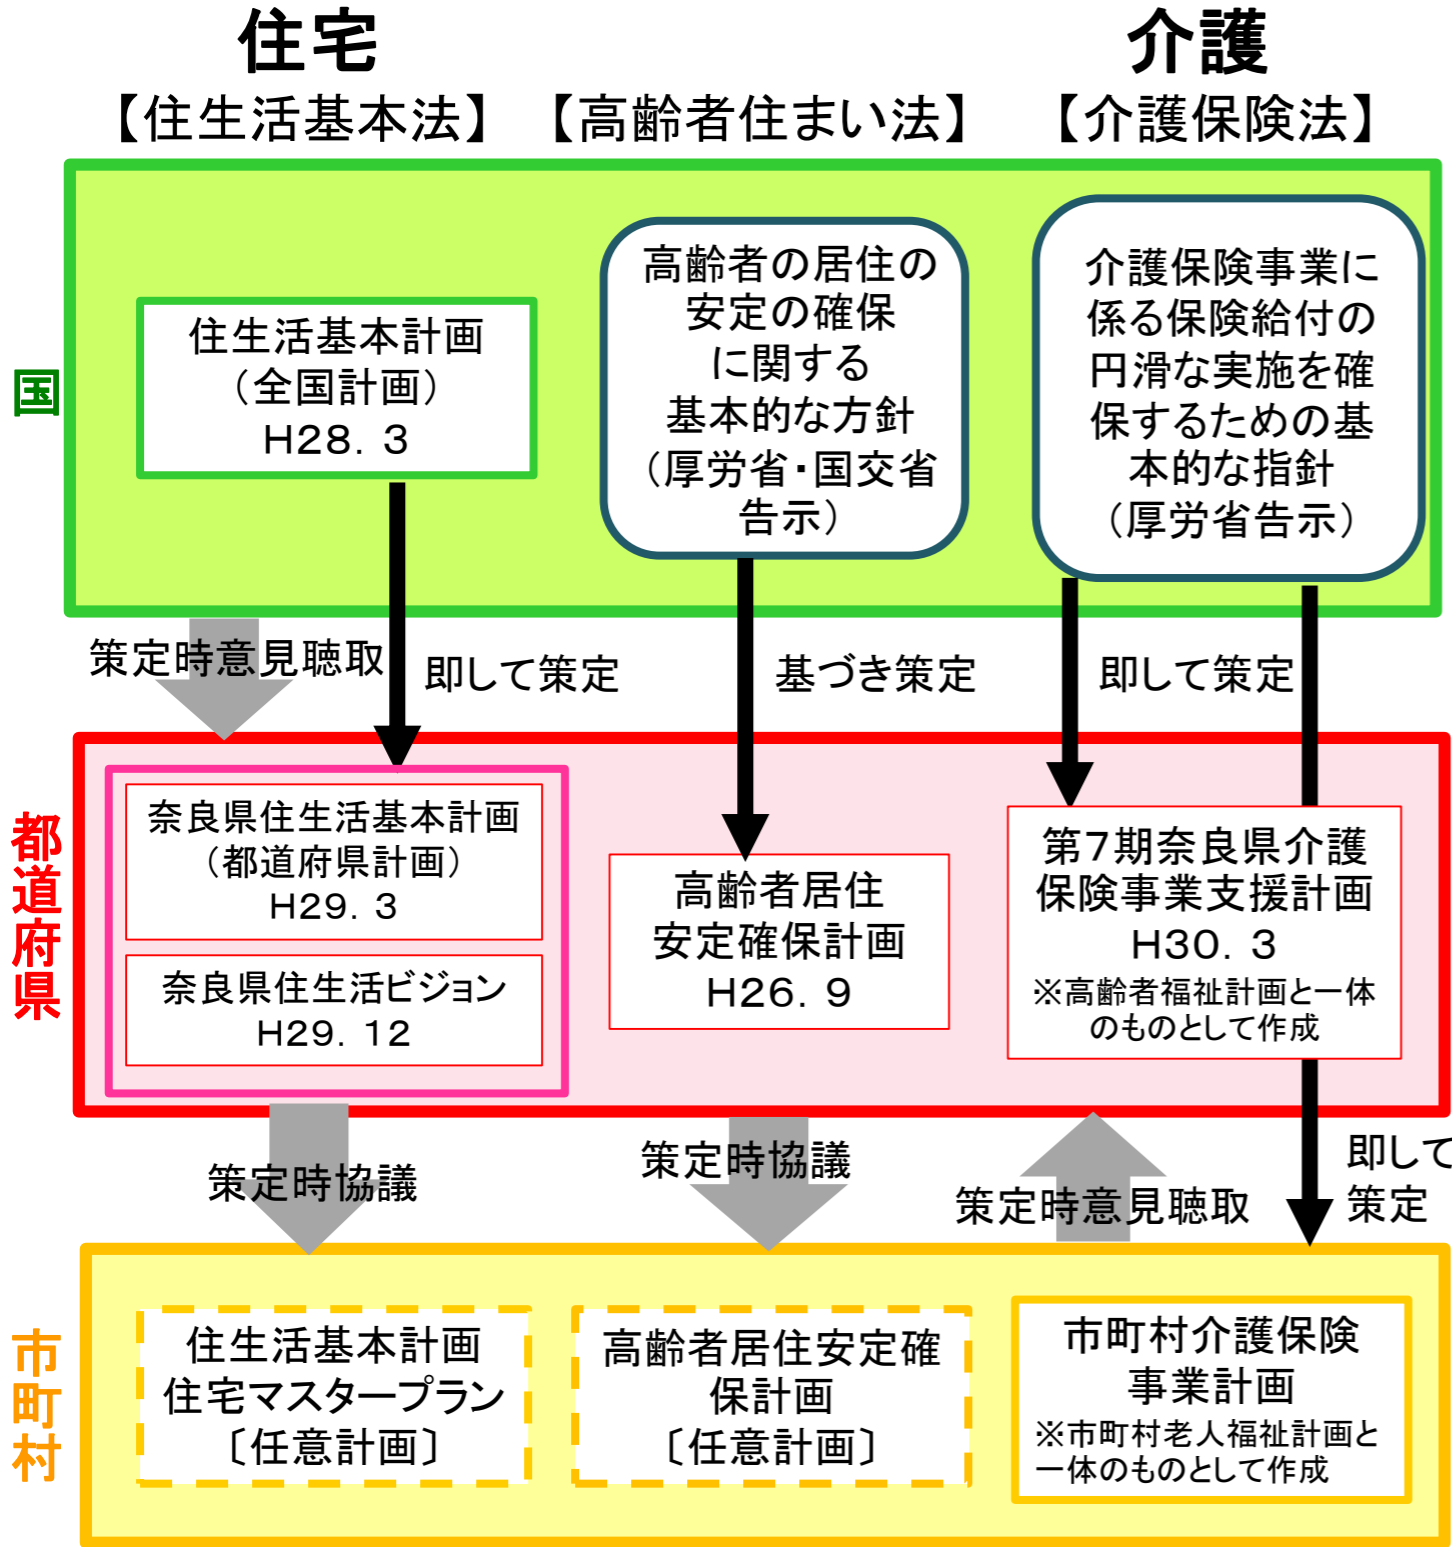 住宅
介護
【住生活基本法】
【高齢者住まい法】
【介護保険法】
国
住生活基本計画
（全国計画）
H28．3
高齢者の居住の
安定の確保
に関する
基本的な方針
（厚労省・国交省
告示）
介護保険事業に
係る保険給付の
円滑な実施を確
保するための基
本的な指針
（厚労省告示）
策定時意見聴取
即して策定
基づき策定
即して策定
都道府県
奈良県住生活基本計画
（都道府県計画）
H29．3
奈良県住生活ビジョン
H29．12
高齢者居住
安定確保計画
H26．9
第7期奈良県介護
保険事業支援計画
H30．3
※高齢者福祉計画と一体
のものとして作成
策定時協議
策定時協議
策定時意見聴取
即して
策定
市町村
住生活基本計画
住宅マスタープラン
〔任意計画〕
高齢者居住安定確
保計画
〔任意計画〕
市町村介護保険
事業計画
※市町村老人福祉計画と
一体のものとして作成